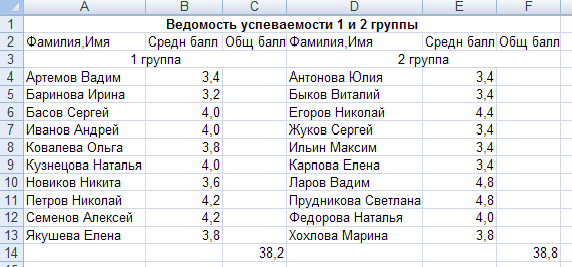 A B C D E F
1 Ведомость успеваемости 1 и 2 группы
2 Фамилия,Имя Средн балл Общ балл Фамилия,Имя Средн балл Общ балл
3 1 группа 2 группа
4 Артемов Вадим 3,4 Антонова Юлия 3,4
5 Баринова Ирина 3,2 Быков Виталий 3,4
6 Басов Сергей 4,0 Егоров Николай 4,4
7 Иванов Андрей 4,0 Жуков Сергей 3,4
8 Ковалева Ольга 3,8 Ильин Максим 3,4
9 Кузнецова Наталья 4,0 Карпова Елена 3,4
10 Новиков Никита 3,6 Ларов Вадим 4,8
11 Петров Николай 4,2 Прудникова Светлана 4,8
12 Семенов Алексей 4,2 Федорова Наталья 4,0
13 Якушева Елена 3,8 Хохлова Марина 3,8
14 38,2 38,8